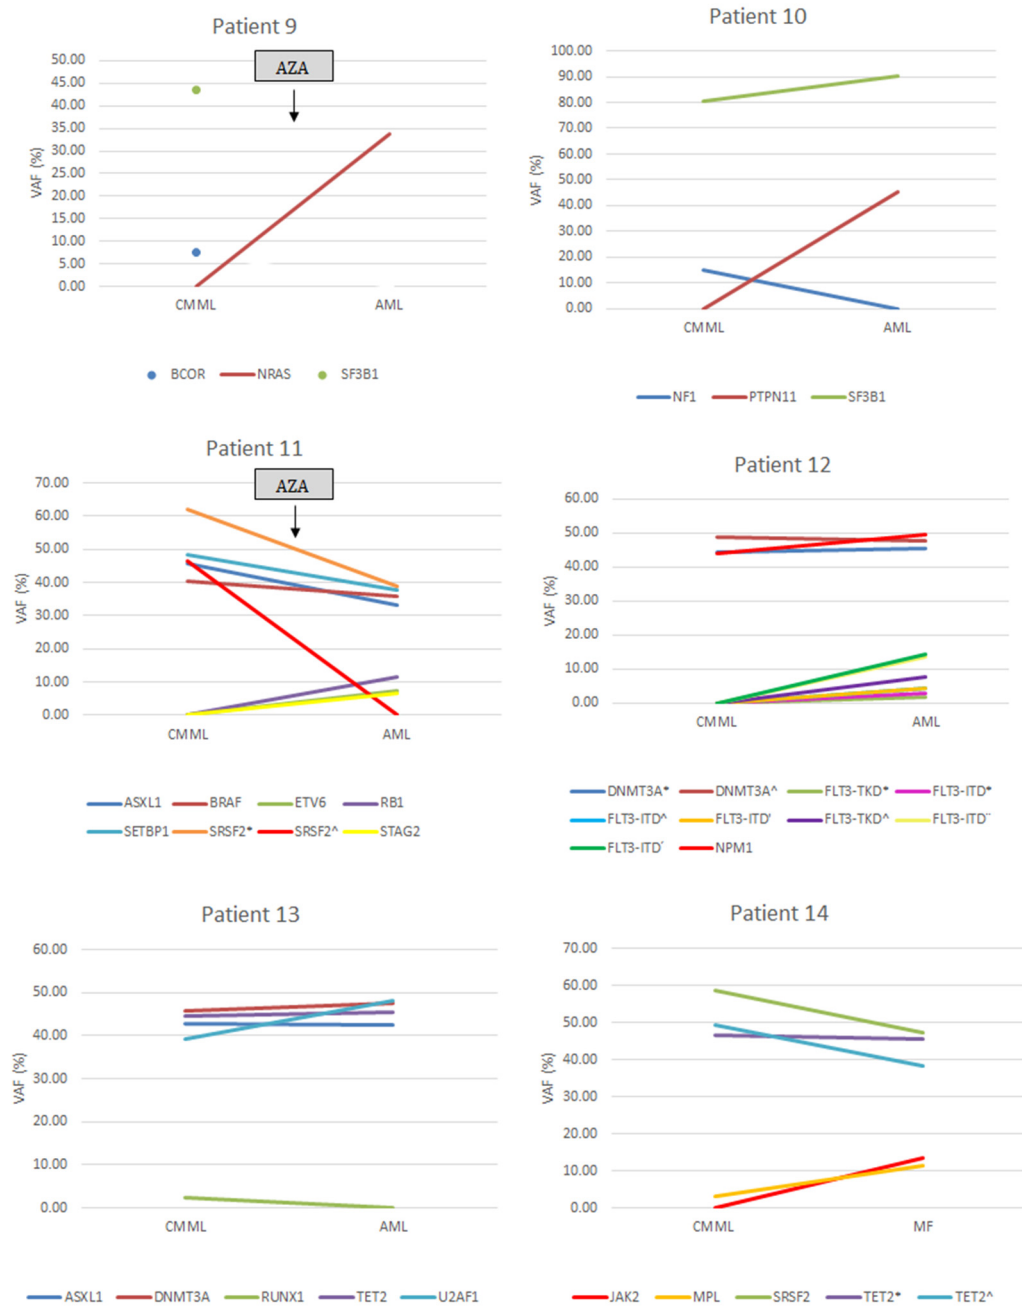 Patient 9
50.00
45.00
40.00
35.00
30.00
25.00
20.00
15.00
10.00
5.00
0.00
VAF (%)
AZA
CMML
AML
BCOR NRAS SF3B1
Patient 10
100.00
90.00
80.00
70.00
60.00
50.00
40.00
30.00
20.00
10.00
0.00
VAF (%)
CMML
AML
NF1 PTPN11 SF3B1
Patient 11
70.00
60.00
50.00
40.00
30.00
20.00
10.00
0.00
VAF (%)
AZA
CMML
AML
ASXL1 BRAF ETV6 RB1
SETBP1 SRSF2* SRSF2^ STAG2
Patient 12
60.00
50.00
40.00
30.00
20.00
10.00
0.00
VAF (%)
CMML
AML
DNMT3A* DNMT3A^ FLT3-TKD* FLT3-ITD*
FLT3-ITD^ FLT3-ITD' FLT3-TKD^ FLT3-ITD¨
FLT3-ITD´ NPM1
Patient 13
60.00
50.00
40.00
30.00
20.00
10.00
0.00
VAF (%)
CMML
AML
ASXL1 DNMT3A RUNX1 TET2 U2AF1
Patient 14
70.00
60.00
50.00
40.00
30.00
20.00
10.00
0.00
VAF (%)
CMML
MF
JAK2 MPL SRSF2 TET2* TET2^